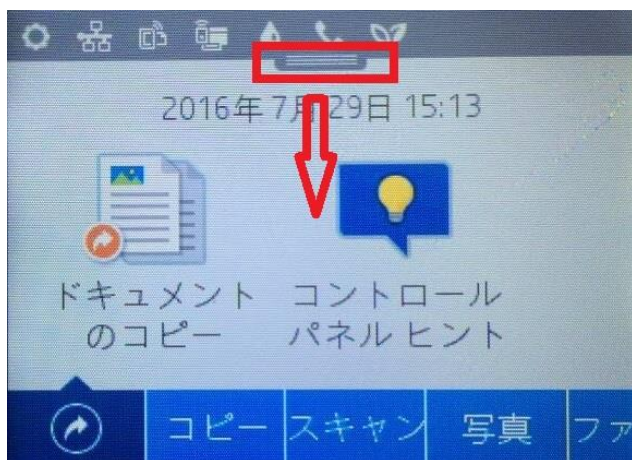 2016年7月29日 15:13
ドキュメント
のコピー
コントロール
パネル ヒント
コピー
スキャン
写真
ファ